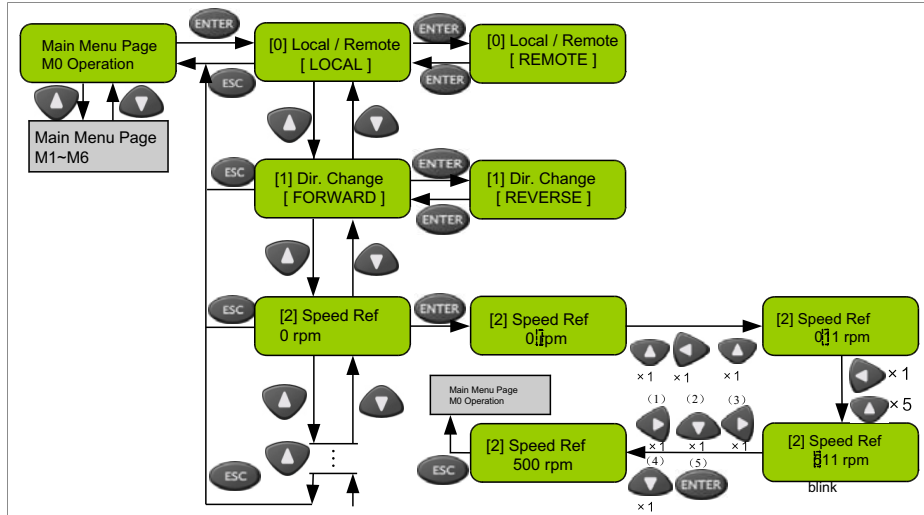 ENTER
Main Menu Page
M0 Operation
[0] Local / Remote
[ LOCAL ]
ENTER
[0] Local / Remote
[ REMOTE ]
ESC
ENTER
Main Menu Page
M1~M6
ESC
[1] Dir. Change
[ FORWARD ]
ENTER
[1] Dir. Change
[ REVERSE ]
ENTER
ESC
[2] Speed Ref
0 rpm
ENTER
[2] Speed Ref
0 rpm
×1
×1
×1
[2] Speed Ref
011 rpm
×1
×5
Main Menu Page
M0 Operation
(1)
(2)
(3)
×1
×1
×1
[2] Speed Ref
511 rpm
blink
[2] Speed Ref
500 rpm
(4)
(5)
ENTER
×1
ESC
ESC
⋮